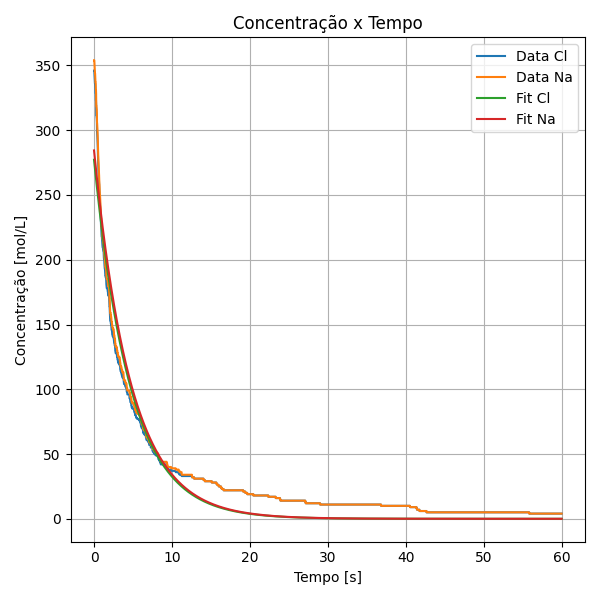 Concentração x Tempo
Data Cl
Data Na
Fit Cl
Fit Na
Concentração [mol/L]
350
300
250
200
150
100
50
0
0 10 20 30 40 50 60
Tempo [s]